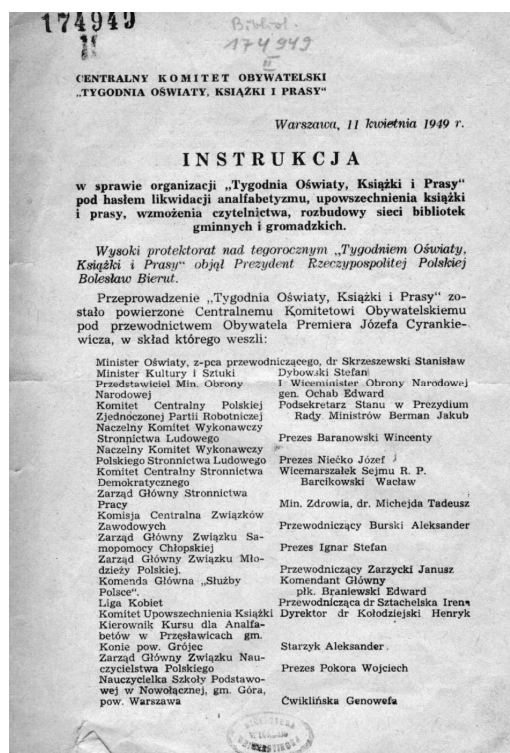 174949
II
Bibliot.
174 949
II
CENTRALNY KOMITET OBYWATELSKI
„TYGODNIA OŚWIATY, KSIĄŻKI I PRASY“
Warszawa, 11 kwietnia 1949 r.
INSTRUKCJA
w sprawie organizacji „Tygodnia Oświaty, Książki i Prasy“
pod hasłem likwidacji analfabetyzmu, upowszechnienia książki
i prasy, wzmożenia czytelnictwa, rozbudowy sieci bibliotek
gminnych i gromadzkich.
Wysoki protektorat nad tegorocznym „Tygodniem Oświaty,
Książki i Prasy“ objął Prezydent Rzeczypospolitej Polskiej
Bolesław Bierut.
Przeprowadzenie „Tygodnia Oświaty, Książki i Prasy“ zo-
stało powierzone Centralnemu Komitetowi Obywatelskiemu
pod przewodnictwem Obywatela Premiera Józefa Cyrankie-
wicza, w skład którego weszli:
Minister Oświaty, z-pca przewodniczącego, dr Skrzeszewski Stanisław
Minister Kultury i Sztuki Dybowski Stefan
Przedstawiciel Min. Obrony I Wiceminister Obrony Narodowej
Narodowej gen. Ochab Edward
Komitet Centralny Polskiej Podsekretarz Stanu w Prezydium
Zjednoczonej Partii Robotniczej Rady Ministrów Berman Jakub
Naczelny Komitet Wykonawczy
Stronnictwa Ludowego Prezes Baranowski Wincenty
Naczelny Komitet Wykonawczy
Polskiego Stronnictwa Ludowego Prezes Niećko Józef
Komitet Centralny Stronnictwa Wicemarszałek Sejmu R. P.
Demokratycznego Barcikowski Wacław
Zarząd Główny Stronnictwa
Pracy Min. Zdrowia, dr. Michejda Tadeusz
Komisja Centralna Związków
Zawodowych Przewodniczący Burski Aleksander
Zarząd Główny Związku Sa-
mopomocy Chłopskiej Prezes Ignar Stefan
Zarząd Główny Związku Mło-
dzieży Polskiej. Przewodniczący Zarzycki Janusz
Komenda Główna „Służby Komendant Główny
Polsce“. płk. Braniewski Edward
Liga Kobiet Przewodnicząca dr Sztachelska Irena
Komitet Upowszechnienia Książki Dyrektor dr Kołodziejski Henryk
Kierownik Kursu dla Analfa-
betów w Przęsławicach gm.
Konie pow. Grójec Starzyk Aleksander
Zarząd Główny Związku Nau-
czycielstwa Polskiego Prezes Pokora Wojciech
Nauczycielka Szkoły Podstawo-
wej w Nowołącznej, gm. Góra,
pow. Warszawa Ćwiklińska Genowefa